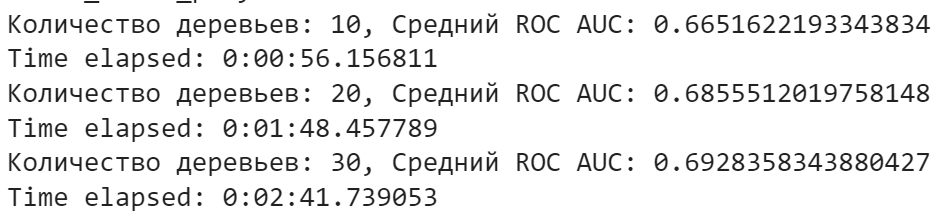 Количество деревьев: 10, Средний ROC AUC: 0.6651622193343834
Time elapsed: 0:00:56.156811
Количество деревьев: 20, Средний ROC AUC: 0.6855512019758148
Time elapsed: 0:01:48.457789
Количество деревьев: 30, Средний ROC AUC: 0.6928358343880427
Time elapsed: 0:02:41.739053